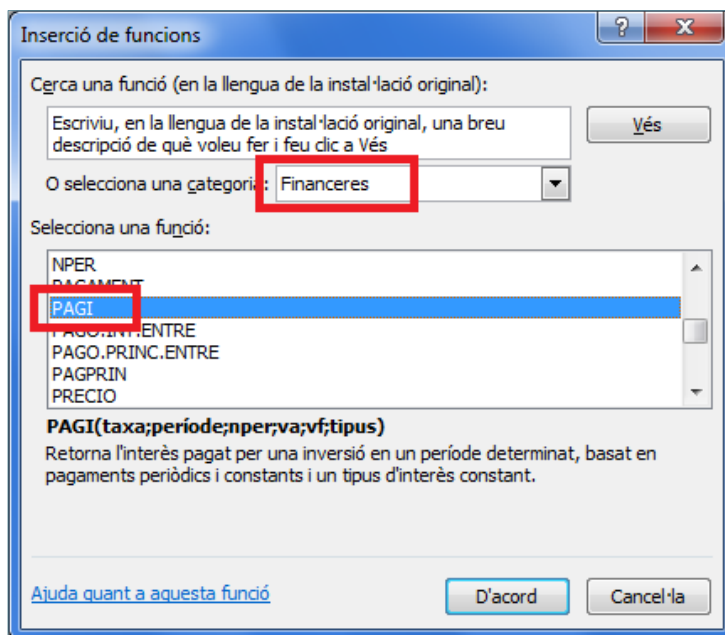 Inserció de funcions
Cerca una funció (en la llengua de la instal·lació original):
Escriviu, en la llengua de la instal·lació original, una breu
descripció de què voleu fer i feu clic a Vés
Vés
O selecciona una categoria: Financeres
Selecciona una funció:
NPER
PAGAMENT
PAGI
PAGO.INT.ENTRE
PAGO.PRINC.ENTRE
PAGPRIN
PRECIO
PAGI(taxa;període;nper;va;vf;tipus)
Retorna l'interès pagat per una inversió en un període determinat, basat en
pagaments periòdics i constants i un tipus d'interès constant.
Ajuda quant a aquesta funció
D'acord
Cancel·la